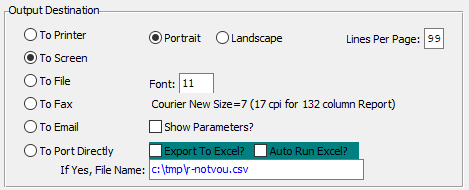 Output Destination
To Printer
Portrait Landscape Lines Per Page: 99
To Screen
To File Font: 11
To Fax Courier New Size=7 (17 cpi for 132 column Report)
To Email Show Parameters?
To Port Directly Export To Excel? Auto Run Excel?
If Yes, File Name: c:\tmp\r-notvou.csv